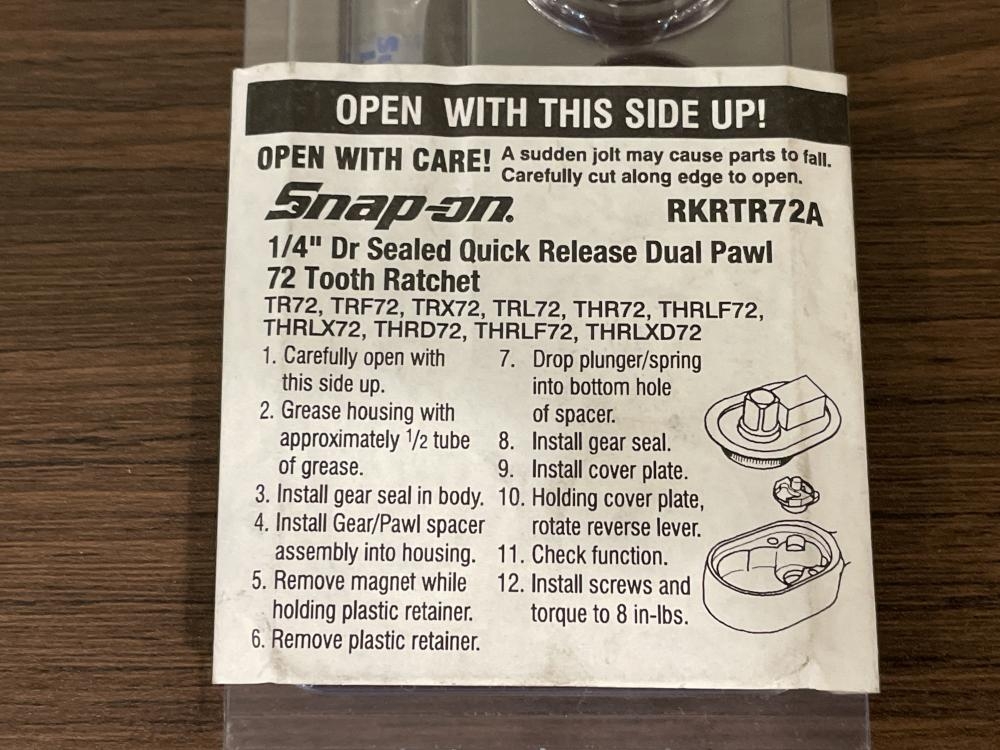 OPEN WITH THIS SIDE UP!
OPEN WITH CARE! A sudden jolt may cause parts to fall.
Carefully cut along edge to open.
Snap-on. RKRTR72A
1/4" Dr Sealed Quick Release Dual Pawl
72 Tooth Ratchet
TR72, TRF72, TRX72, TRL72, THR72, THRLF72,
THRLX72, THRD72, THRLF72, THRLXD72
1. Carefully open with
this side up.
2. Grease housing with
approximately 1/2 tube
of grease.
3. Install gear seal in body.
4. Install Gear/Pawl spacer
assembly into housing.
5. Remove magnet while
holding plastic retainer.
6. Remove plastic retainer.
7. Drop plunger/spring
into bottom hole
of spacer.
8. Install gear seal.
9. Install cover plate.
10. Holding cover plate,
rotate reverse lever.
11. Check function.
12. Install screws and
torque to 8 in-lbs.